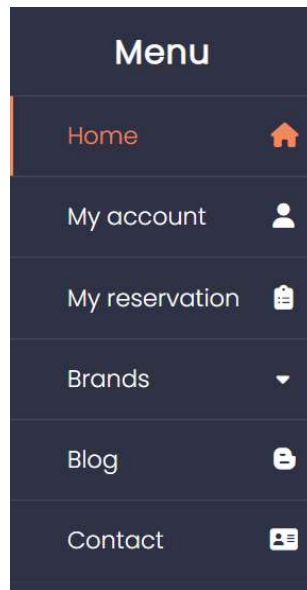 Menu
Home
My account
My reservation
Brands
Blog
Contact